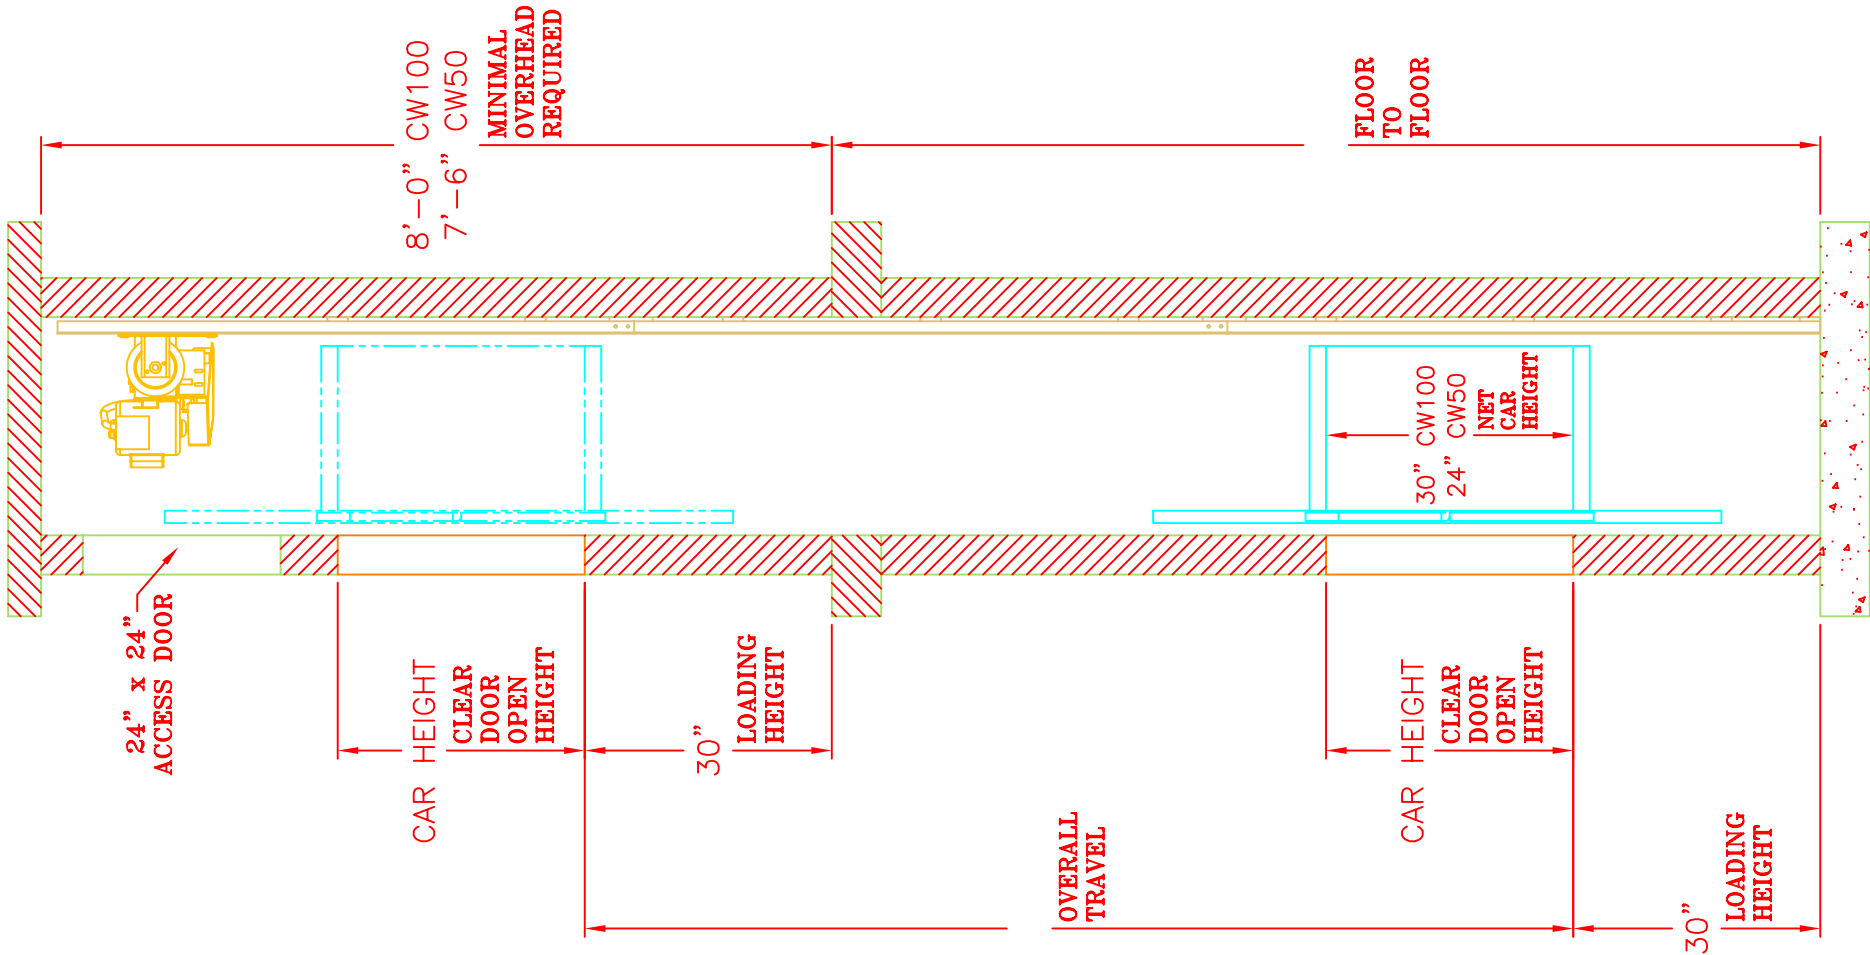 8'-0" CW100
7'-6" CW50
MINIMAL
OVERHEAD
REQUIRED
FLOOR
TO
FLOOR
30" CW100
24" CW50
NET
CAR
HEIGHT
24" x 24"
ACCESS DOOR
CAR HEIGHT
CLEAR
DOOR
OPEN
HEIGHT
30"
LOADING
HEIGHT
CAR HEIGHT
CLEAR
DOOR
OPEN
HEIGHT
OVERALL
TRAVEL
30"
LOADING
HEIGHT